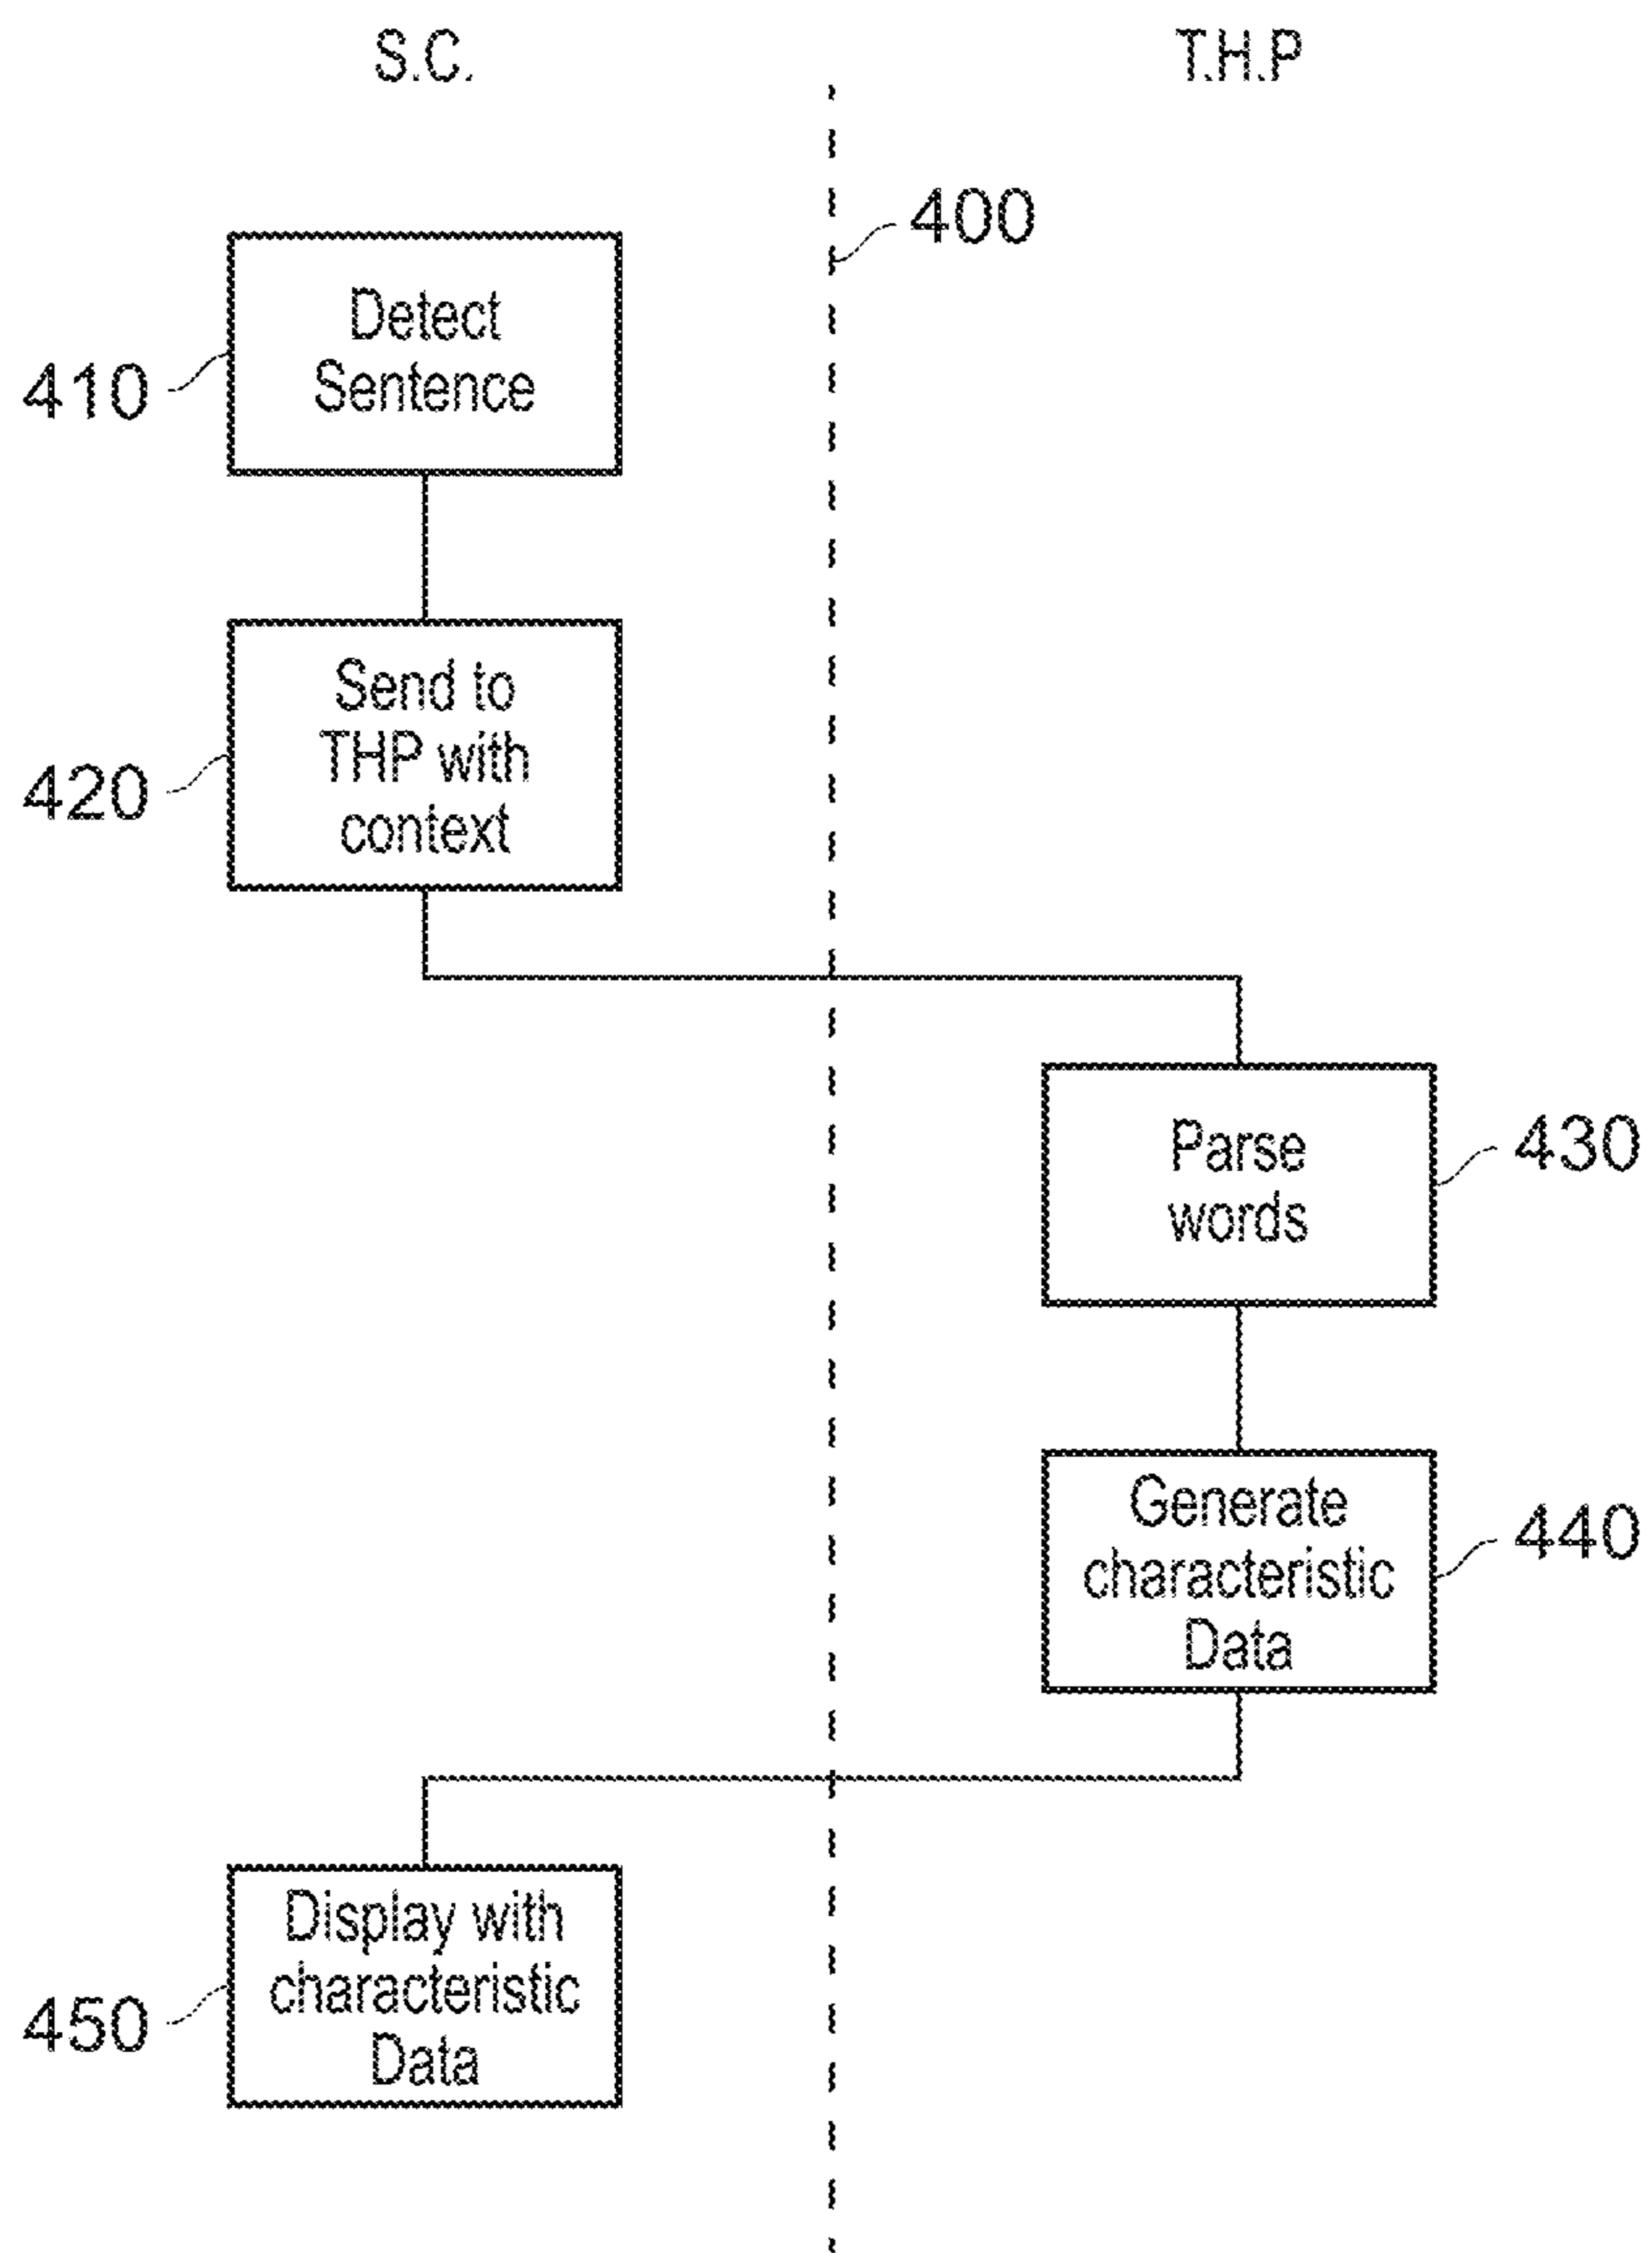 S.C.
T.H.P
400
Detect
Sentence
410
Send to
THP with
context
420
Parse
words
430
Generate
characteristic
Data
440
Display with
characteristic
Data
450